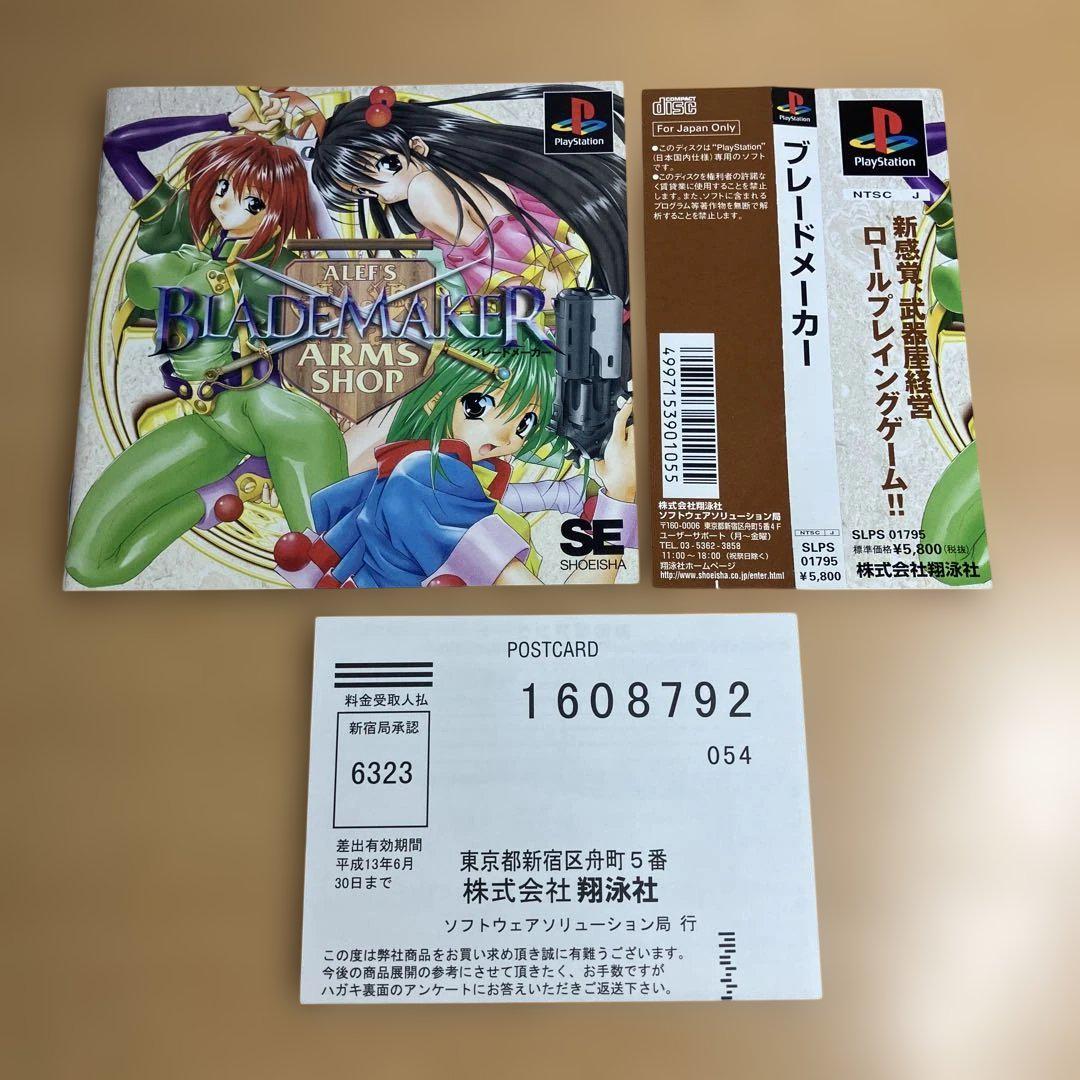 PlayStation
ALEF'S
BLADEMAKER
ブレードメーカー
ARMS
SHOP
SE
SHOEISHA
COMPACT
disc
For Japan Only
●このディスクは"PlayStation"
(日本国内仕様)専用のソフト
です。
●このディスクを権利者の許諾な
く賃貸業に使用することを禁止
します。また、ソフトに含まれる
プログラム等著作物を無断で解
析することを禁止します。
4997153901055
株式会社翔泳社
ソフトウェアソリューション局
〒160-0006 東京都新宿区舟町5番4F
ユーザーサポート(月〜金曜)
TEL.03-5362-3858
11:00〜18:00(祝祭日除く)
翔泳社ホームページ
http://www.shoeisha.co.jp/enter.html
PlayStation
ブレードメーカー
NTSC J
SLPS
01795
¥5,800
PlayStation
NTSC J
新感覚、武器屋経営
ロールプレイングゲーム!!
SLPS 01795
標準価格¥5,800(税抜)
株式会社翔泳社
POSTCARD
料金受取人払
新宿局承認
6323
差出有効期間
平成13年6月
30日まで
1608792
054
東京都新宿区舟町5番
株式会社 翔泳社
ソフトウェアソリューション局 行
この度は弊社商品をお買い求め頂き誠に有難うございます。
今後の商品展開の参考にさせて頂きたく、お手数ですが
ハガキ裏面のアンケートにお答えいただきご返送下さい。